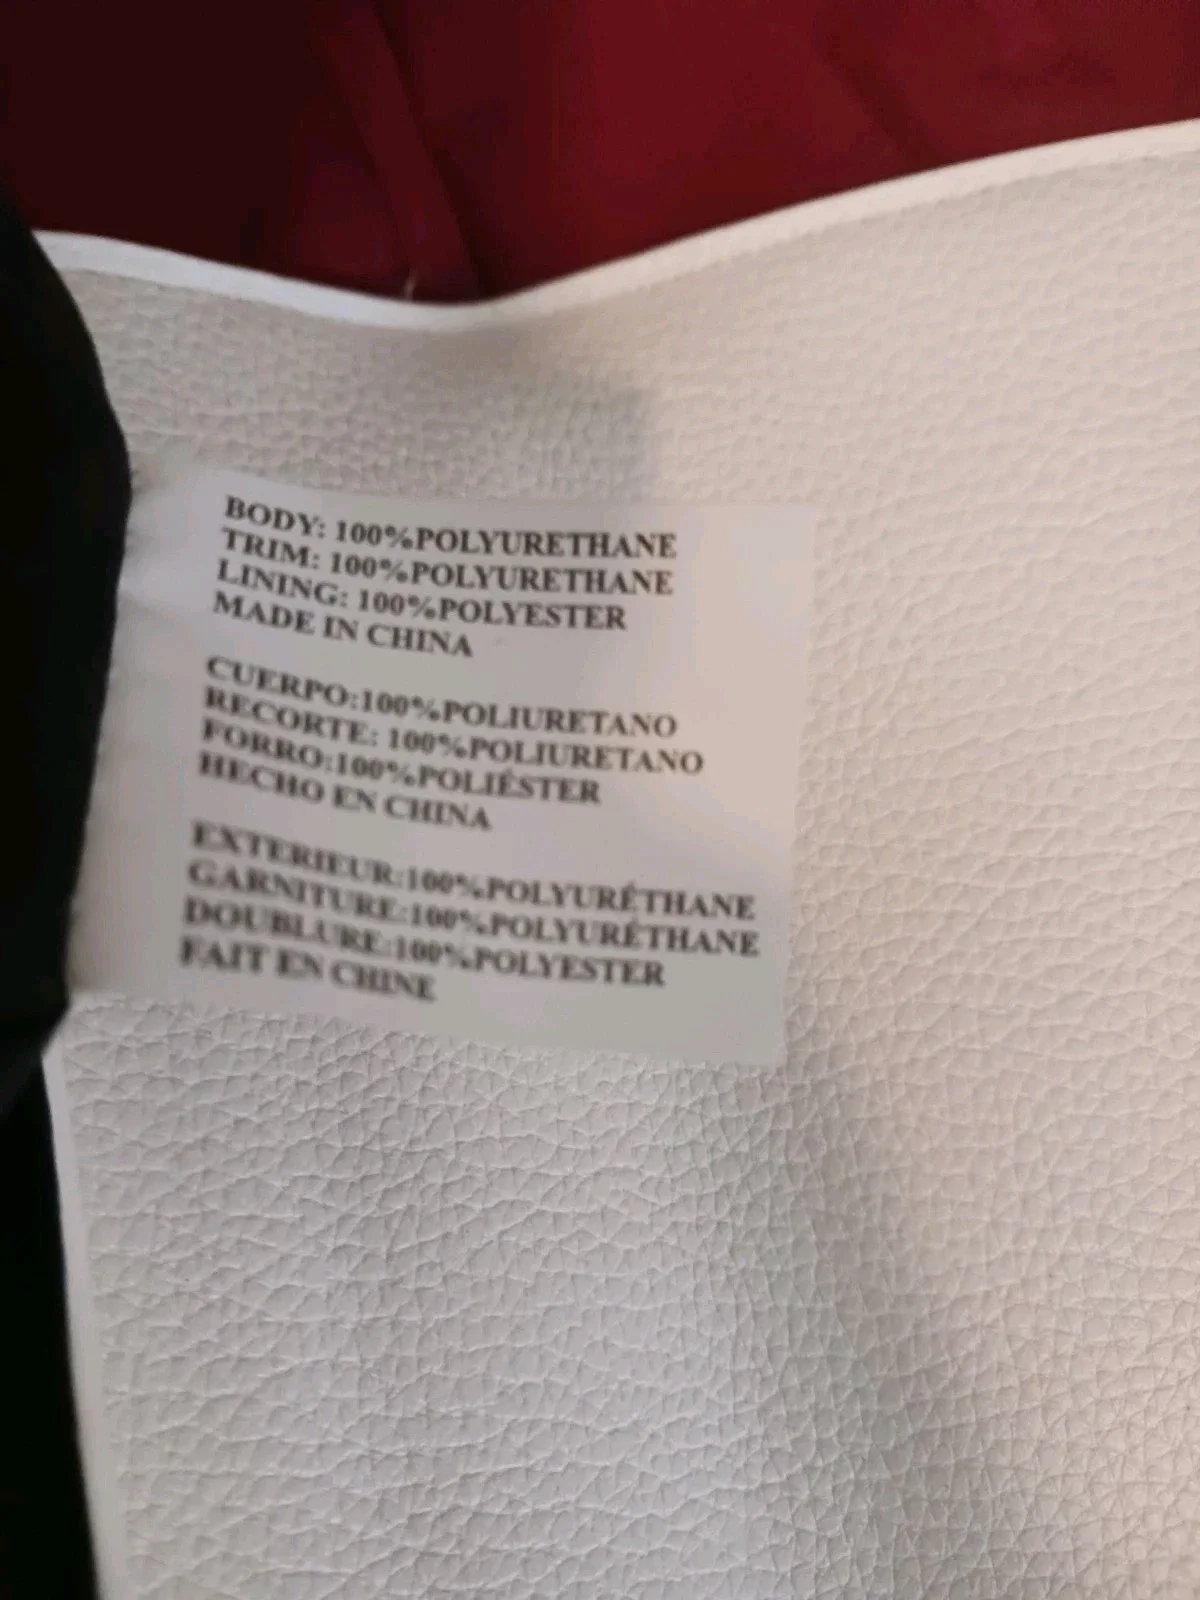 BODY: 100%POLYURETHANE
TRIM: 100%POLYURETHANE
LINING: 100%POLYESTER
MADE IN CHINA
CUERPO:100%POLIURETANO
RECORTE: 100%POLIURETANO
FORRO:100%POLIÉSTER
HECHO EN CHINA
EXTERIEUR:100%POLYURÉTHANE
GARNITURE:100%POLYURÉTHANE
DOUBLURE:100%POLYESTER
FAIT EN CHINE